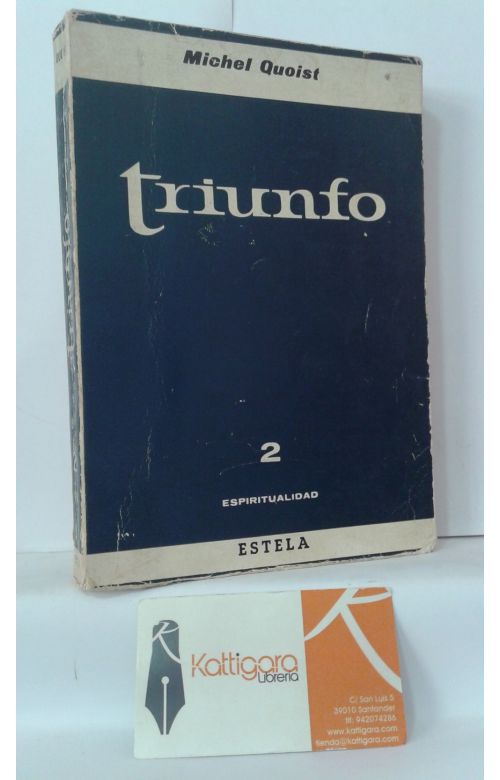 Michel Quoist
triunfo
2
ESPIRITUALIDAD
ESTELA
triunfo
Kattigara
Librería
C/ San Luis 5
39010 Santander
tlf: 942074286
www.kattigara.com
tienda@kattigara.com